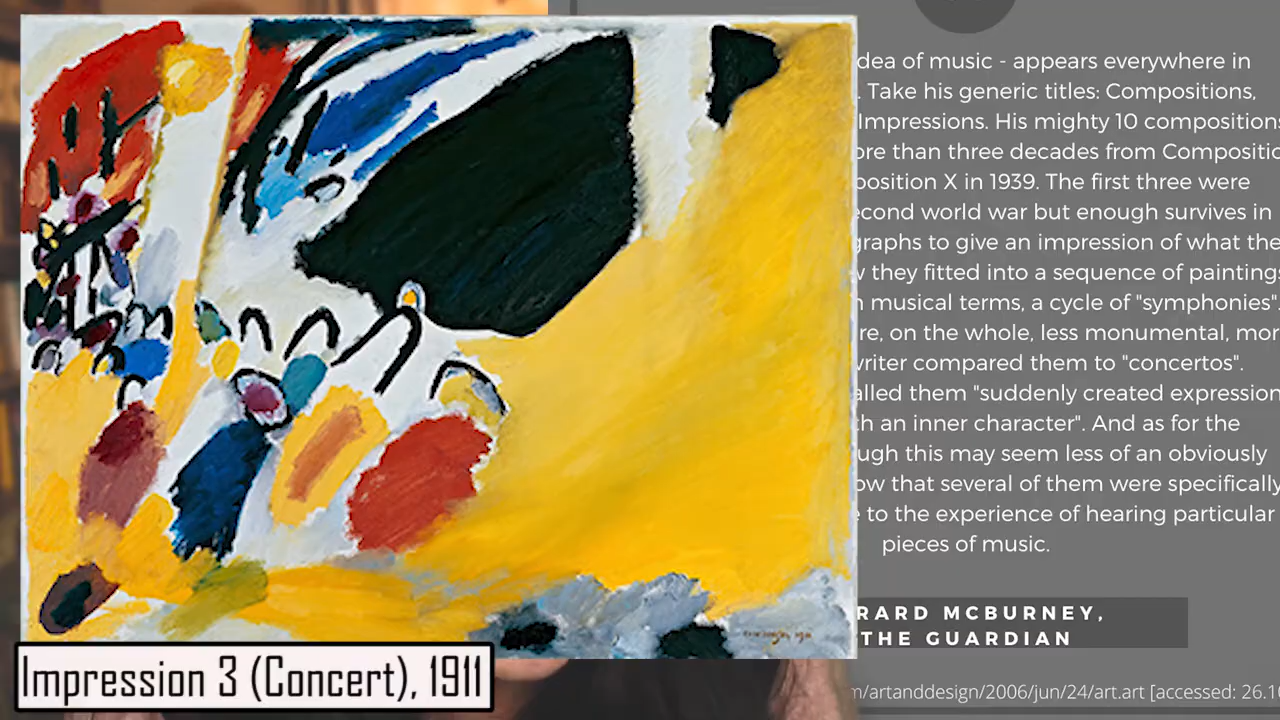 dea of music - appears everywhere in
. Take his generic titles: Compositions,
Impressions. His mighty 10 compositions
ore than three decades from Compositio
position X in 1939. The first three were
econd world war but enough survives in
graphs to give an impression of what the
they fitted into a sequence of paintings
musical terms, a cycle of "symphonies"
re, on the whole, less monumental, mor
writer compared them to "concertos".
alled them "suddenly created expression
th an inner character". And as for the
ugh this may seem less of an obviously
ow that several of them were specifically
to the experience of hearing particular
pieces of music.
RARD MCBURNEY,
THE GUARDIAN
Impression 3 (Concert), 1911
m/artanddesign/2006/jun/24/art.art [accessed: 26.10